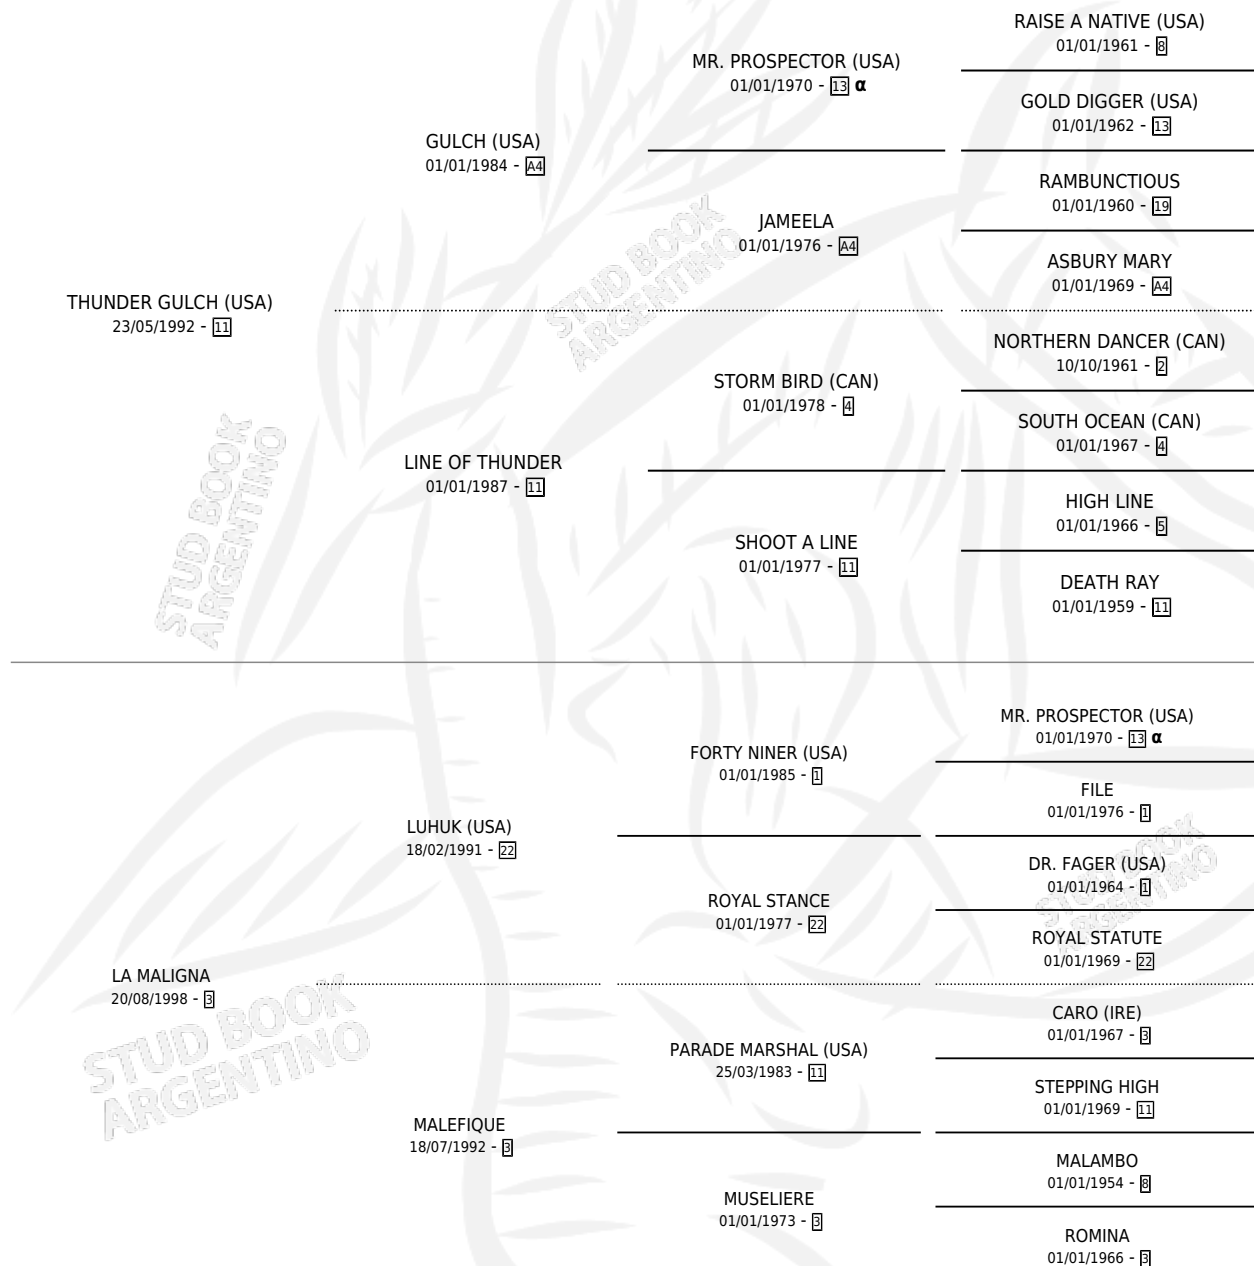 RAISE A NATIVE (USA)
01/01/1961 - 8
MR. PROSPECTOR (USA)
01/01/1970 - 13 α
GOLD DIGGER (USA)
01/01/1962 - 13
GULCH (USA)
01/01/1984 - A4
RAMBUNCTIOUS
01/01/1960 - 19
JAMEELA
01/01/1976 - A4
ASBURY MARY
01/01/1969 - A4
THUNDER GULCH (USA)
23/05/1992 - 11
NORTHERN DANCER (CAN)
10/10/1961 - 2
STORM BIRD (CAN)
01/01/1978 - 4
SOUTH OCEAN (CAN)
01/01/1967 - 4
LINE OF THUNDER
01/01/1987 - 11
HIGH LINE
01/01/1966 - 5
SHOOT A LINE
01/01/1977 - 11
DEATH RAY
01/01/1959 - 11
MR. PROSPECTOR (USA)
01/01/1970 - 13 α
FORTY NINER (USA)
01/01/1985 - 1
FILE
01/01/1976 - 1
LUHUK (USA)
18/02/1991 - 22
DR. FAGER (USA)
01/01/1964 - 1
ROYAL STANCE
01/01/1977 - 22
ROYAL STATUTE
01/01/1969 - 22
LA MALIGNA
20/08/1998 - 3
CARO (IRE)
01/01/1967 - 3
PARADE MARSHAL (USA)
25/03/1983 - 11
STEPPING HIGH
01/01/1969 - 11
MALEFIQUE
18/07/1992 - 3
MALAMBO
01/01/1954 - 8
MUSELIERE
01/01/1973 - 3
ROMINA
01/01/1966 - 3
STUD BOOK
ARGENTINO
STUD BOOK
ARGENTINO
STUD BOOK
ARGENTINO
STUD BOOK
ARGENTINO